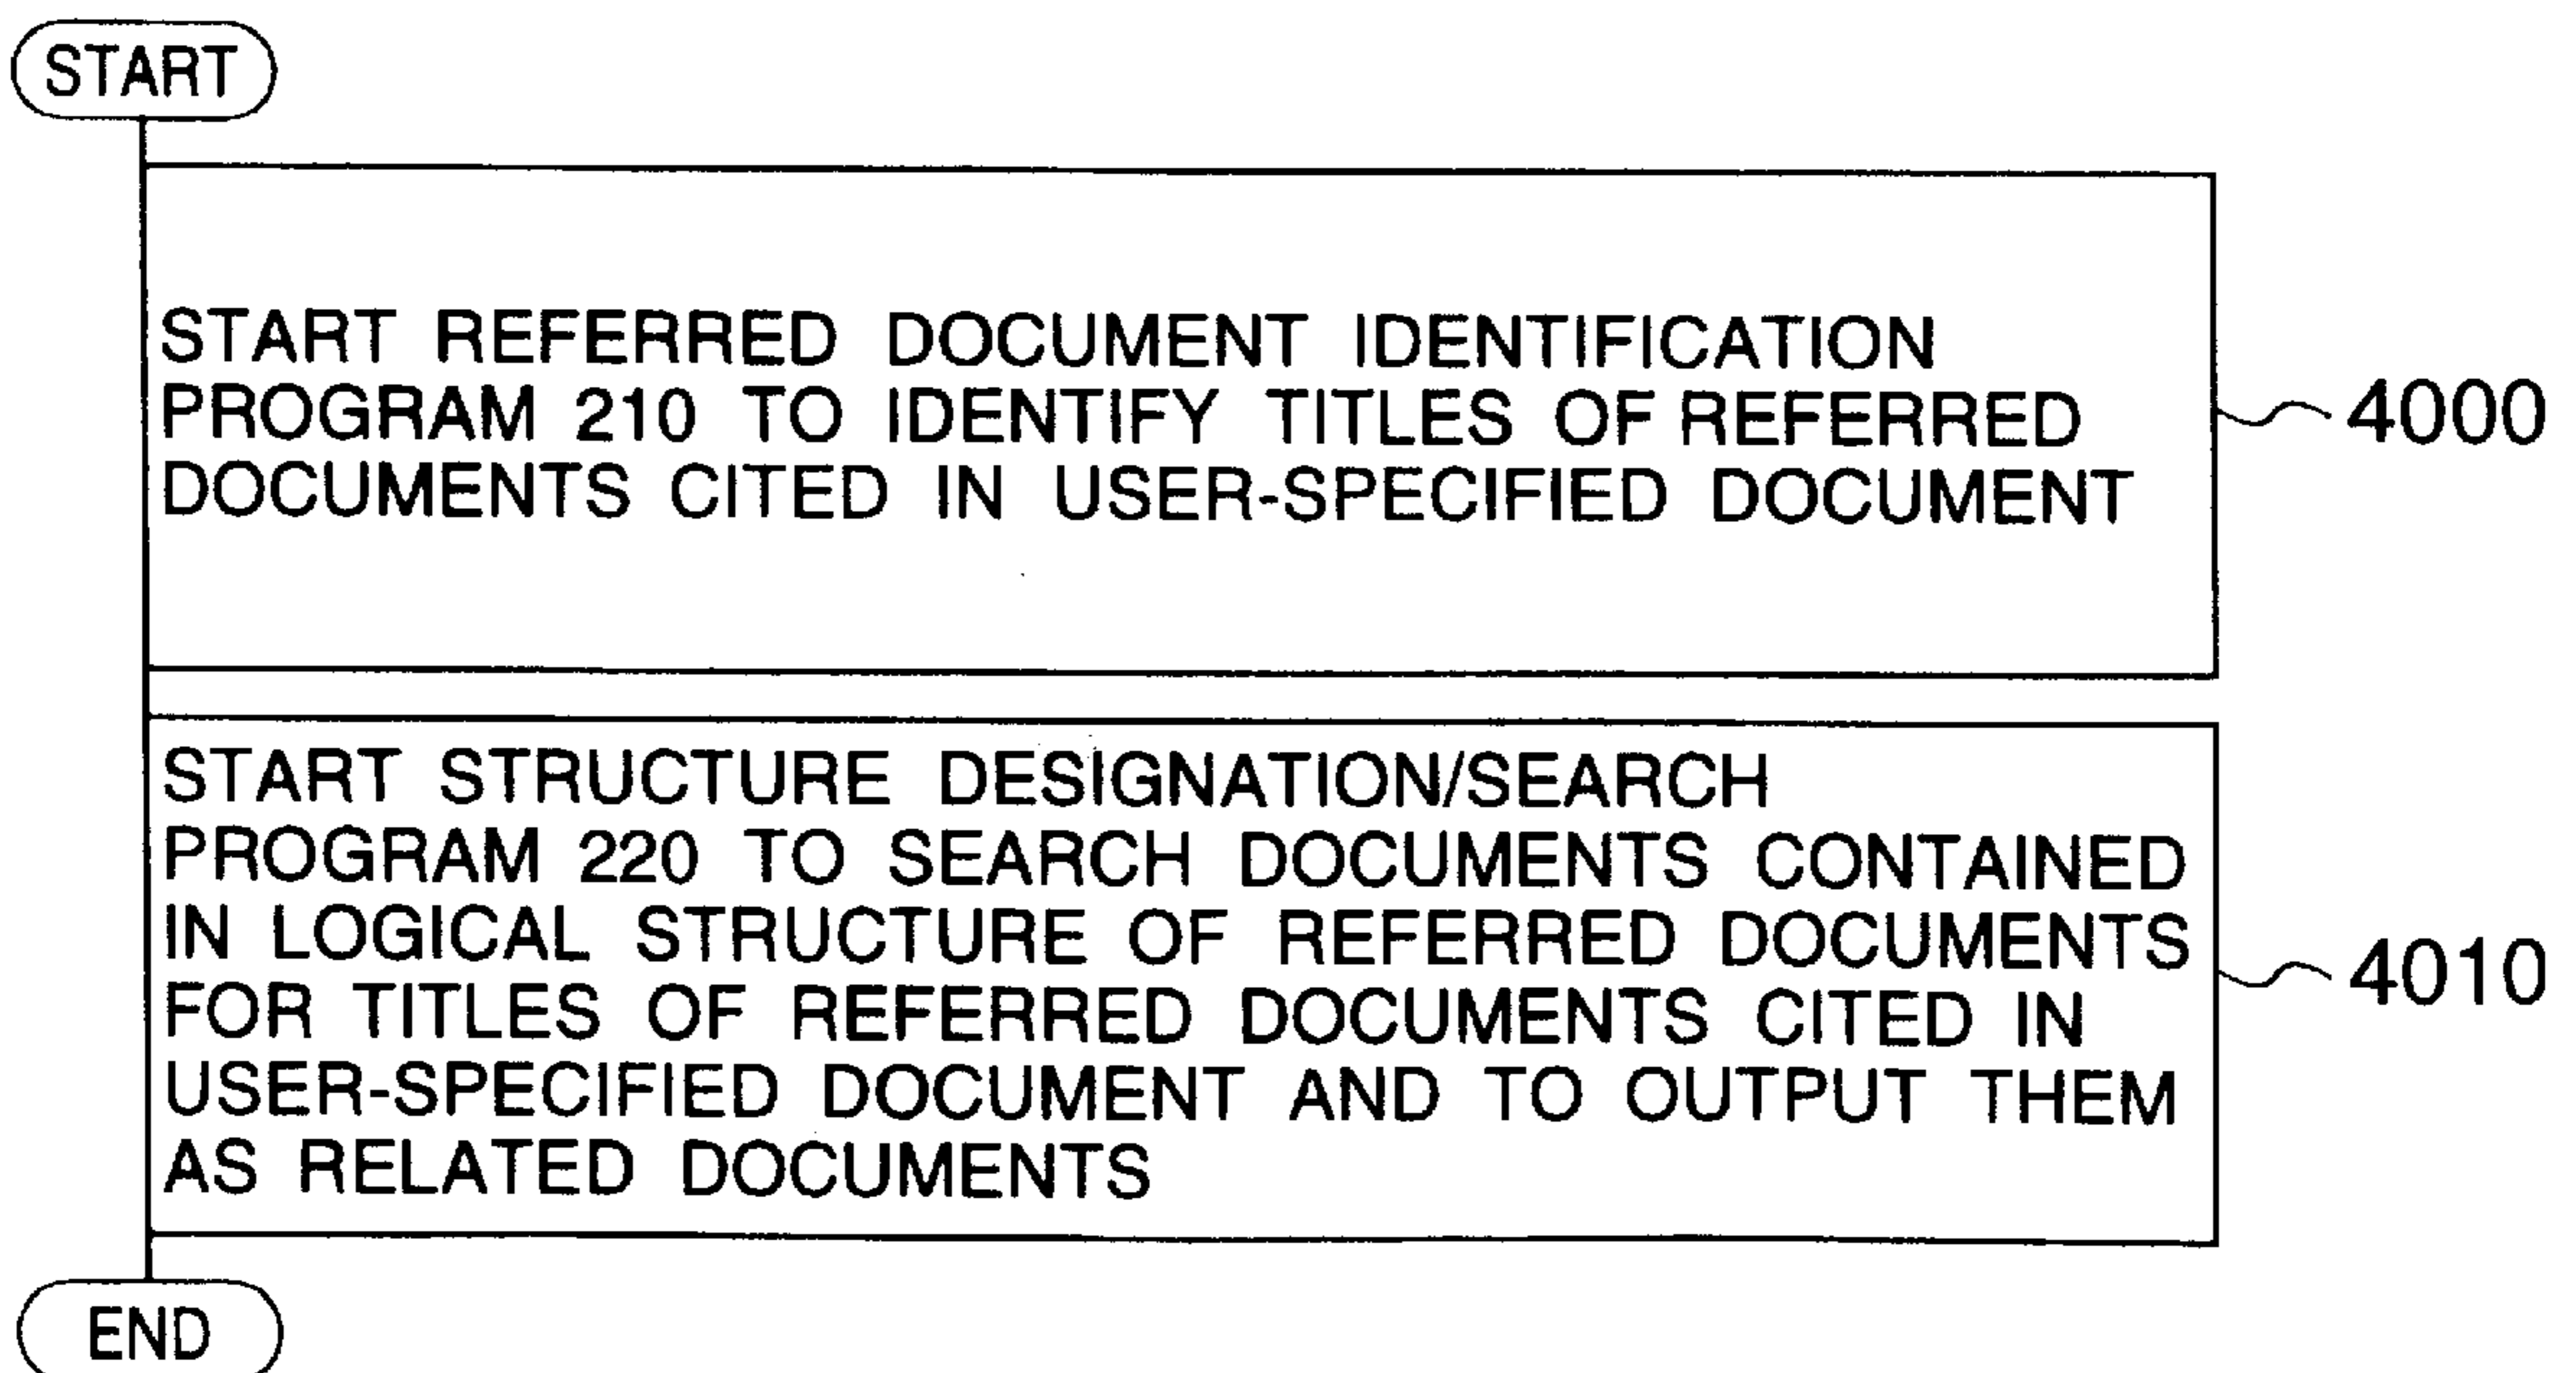 START
START REFERRED DOCUMENT IDENTIFICATION
PROGRAM 210 TO IDENTIFY TITLES OF REFERRED
DOCUMENTS CITED IN USER-SPECIFIED DOCUMENT
4000
START STRUCTURE DESIGNATION/SEARCH
PROGRAM 220 TO SEARCH DOCUMENTS CONTAINED
IN LOGICAL STRUCTURE OF REFERRED DOCUMENTS
FOR TITLES OF REFERRED DOCUMENTS CITED IN
USER-SPECIFIED DOCUMENT AND TO OUTPUT THEM
AS RELATED DOCUMENTS
4010
END